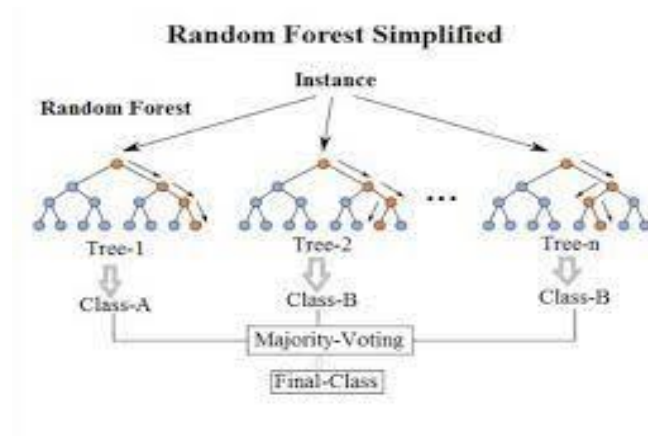 Random Forest Simplified
Instance
Random Forest
...
Tree-1 Tree-2 Tree-n
Class-A Class-B Class-B
Majority-Voting
Final-Class